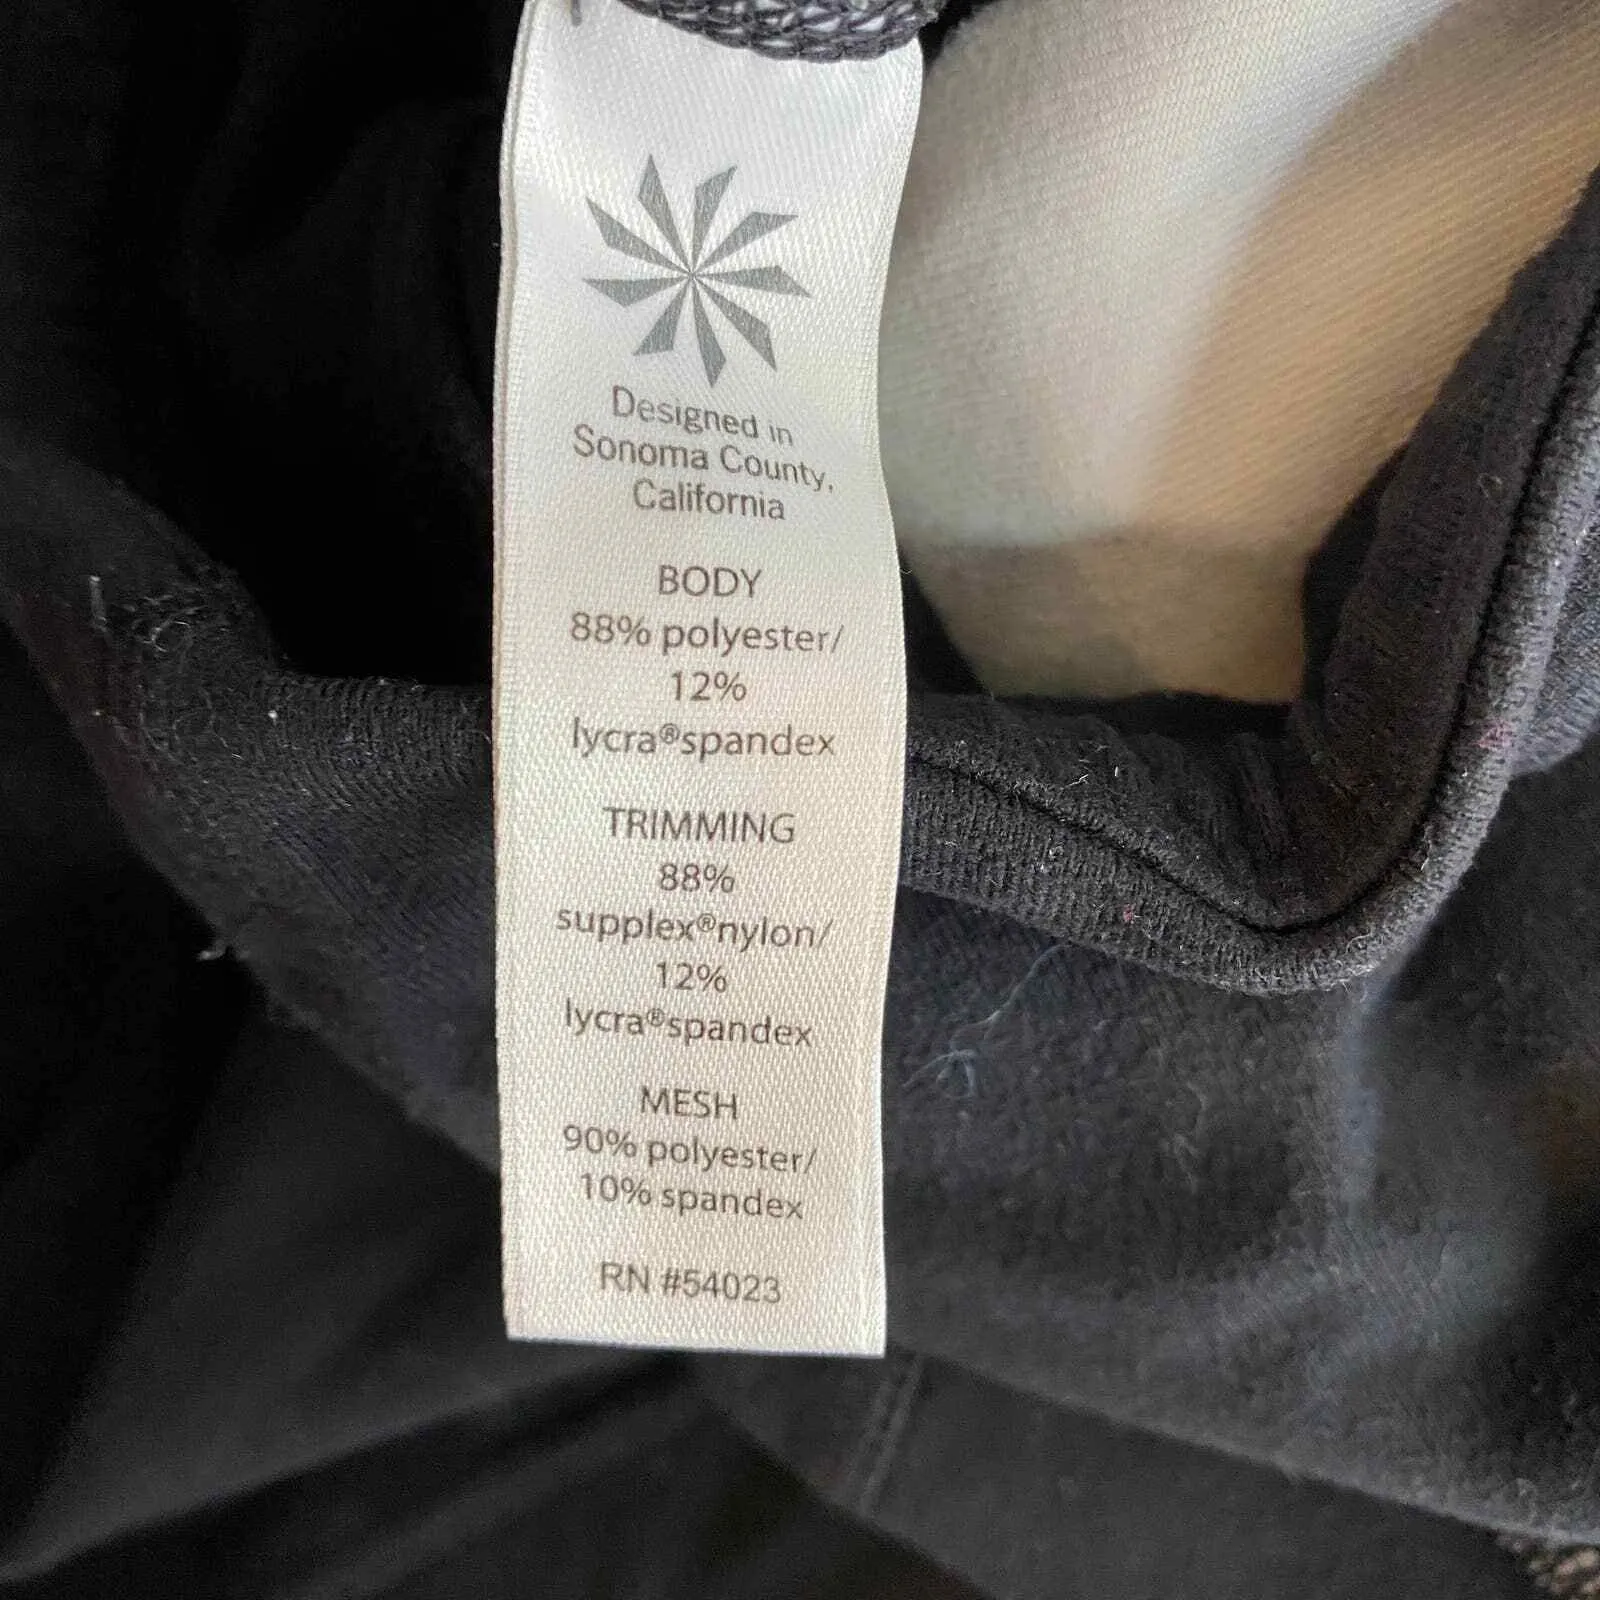 Designed in
Sonoma County,
California
BODY
88% polyester/
12%
lycra®spandex
TRIMMING
88%
supplex®nylon/
12%
lycra®spandex
MESH
90% polyester/
10% spandex
RN #54023